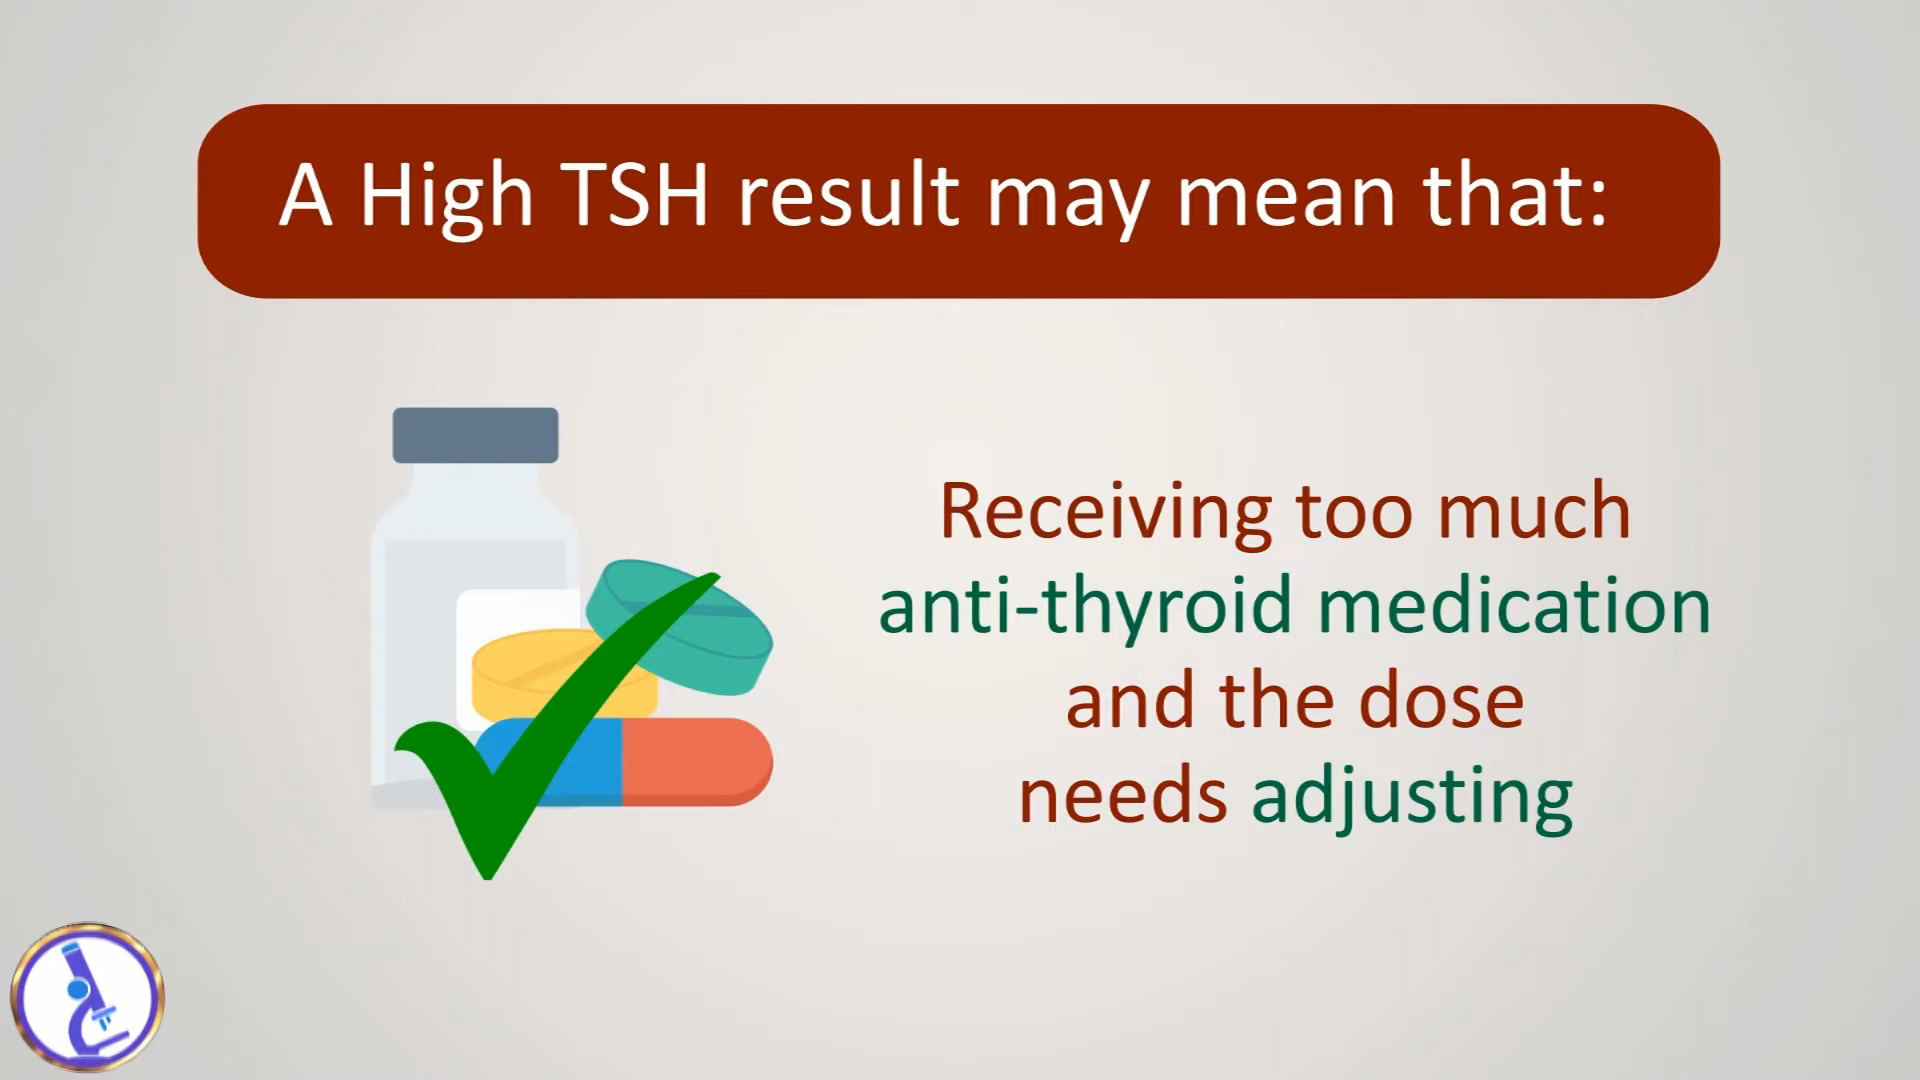 A High TSH result may mean that:
Receiving too much
anti-thyroid medication
and the dose
needs adjusting